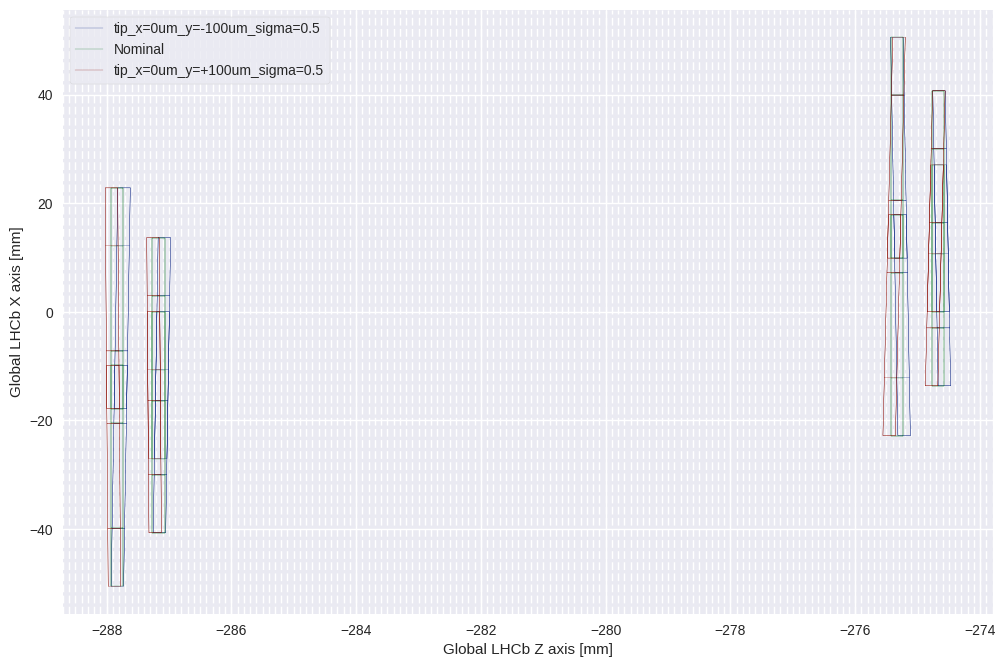 tip_x=0um_y=-100um_sigma=0.5
Nominal
tip_x=0um_y=+100um_sigma=0.5
40
20
0
−20
−40
Global LHCb X axis [mm]
−288 −286 −284 −282 −280 −278 −276 −274
Global LHCb Z axis [mm]